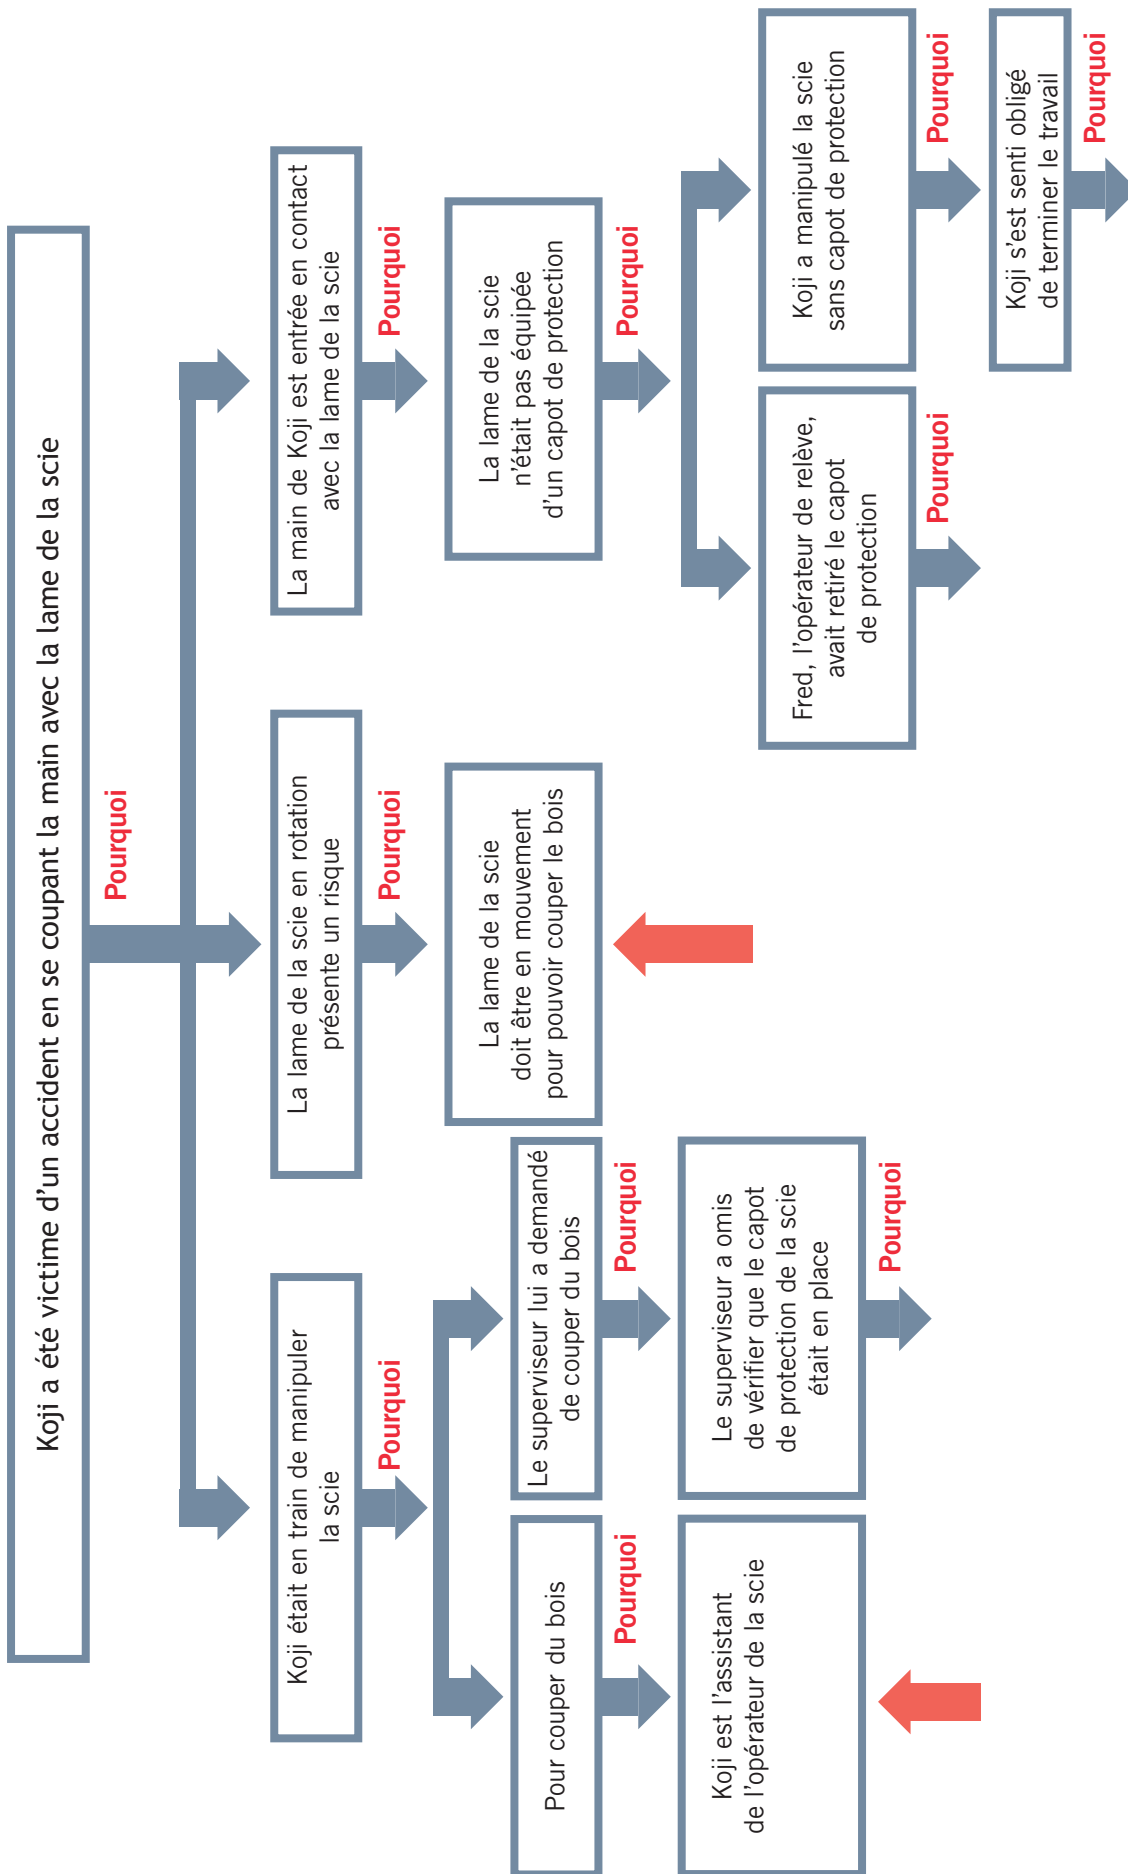 Koji a été victime d'un accident en se coupant la main avec la lame de la scie
Pourquoi
Koji était en train de manipuler
la scie
Pourquoi
La lame de la scie en rotation
présente un risque
Pourquoi
La main de Koji est entrée en contact
avec la lame de la scie
Pourquoi
Pour couper du bois
Pourquoi
Le superviseur lui a demandé
de couper du bois
Pourquoi
La lame de la scie
doit être en mouvement
pour pouvoir couper le bois
La lame de la scie
n'était pas équipée
d'un capot de protection
Pourquoi
Koji est l'assistant
de l'opérateur de la scie
Le superviseur a omis
de vérifier que le capot
de protection de la scie
était en place
Pourquoi
Fred, l'opérateur de relève,
avait retiré le capot
de protection
Pourquoi
Koji a manipulé la scie
sans capot de protection
Pourquoi
Koji s'est senti obligé
de terminer le travail
Pourquoi